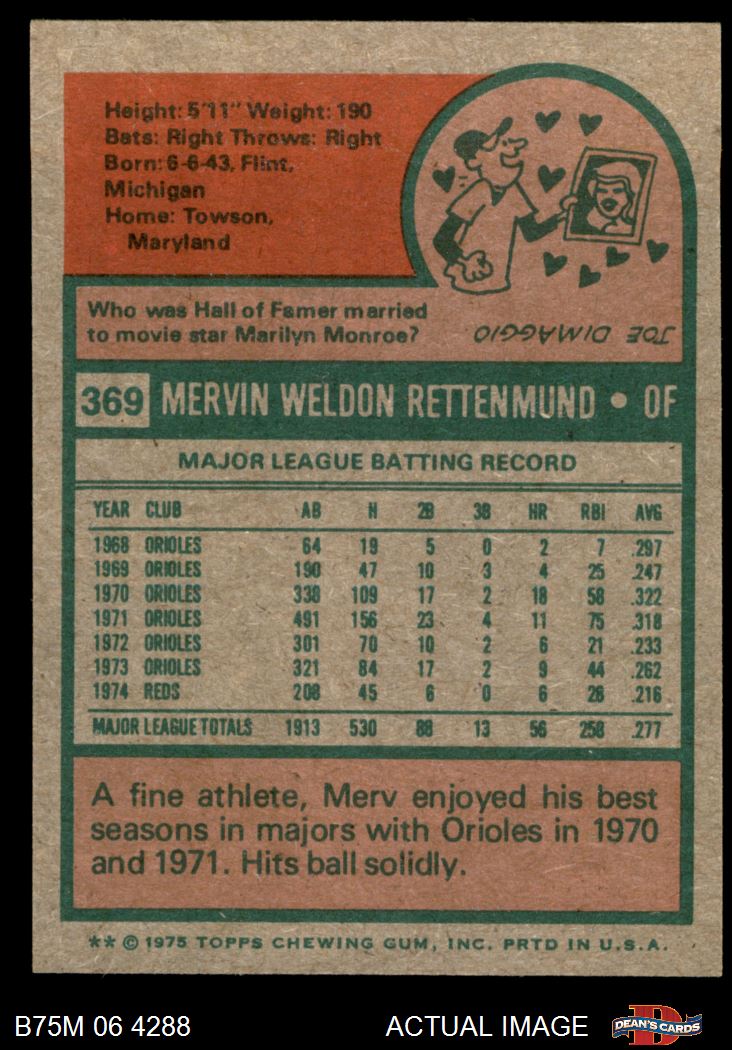 Height: 5'11" Weight: 190
Bats: Right Throws: Right
Born: 6-6-43, Flint,
Michigan
Home: Towson,
Maryland
Who was Hall of Famer married
to movie star Marilyn Monroe?
JOE DIMAGGIO
369 MERVIN WELDON RETTENMUND • OF
MAJOR LEAGUE BATTING RECORD
YEAR CLUB AB H 2B 3B HR RBI AVG
1968 ORIOLES 64 19 5 0 2 7 .297
1969 ORIOLES 190 47 10 3 4 25 .247
1970 ORIOLES 338 109 17 2 18 58 .322
1971 ORIOLES 491 156 23 4 11 75 .318
1972 ORIOLES 301 70 10 2 6 21 .233
1973 ORIOLES 321 84 17 2 9 44 .262
1974 REDS 208 45 6 0 6 28 .216
MAJOR LEAGUE TOTALS 1913 530 88 13 56 258 .277
A fine athlete, Merv enjoyed his best
seasons in majors with Orioles in 1970
and 1971. Hits ball solidly.
** © 1975 TOPPS CHEWING GUM, INC. PRTD IN U.S.A.
B75M 06 4288 ACTUAL IMAGE D DEAN'S CARDS